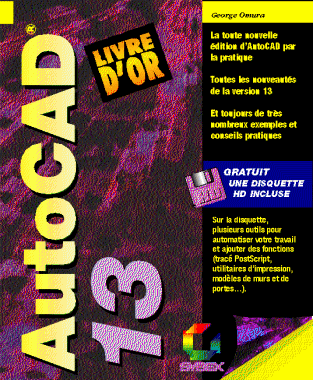 George Omura
AutoCAD®
13
LIVRE
D'OR
La toute nouvelle
édition d'AutoCAD par
la pratique
Toutes les nouveautés
de la version 13
Et toujours de très
nombreux exemples et
conseils pratiques
GRATUIT
UNE DISQUETTE
HD INCLUSE
Sur la disquette,
plusieurs outils pour
automatiser votre travail
et ajouter des fonctions
(tracé PostScript,
utilitaires d'impression,
modèles de murs et de
portes...).
SYBEX